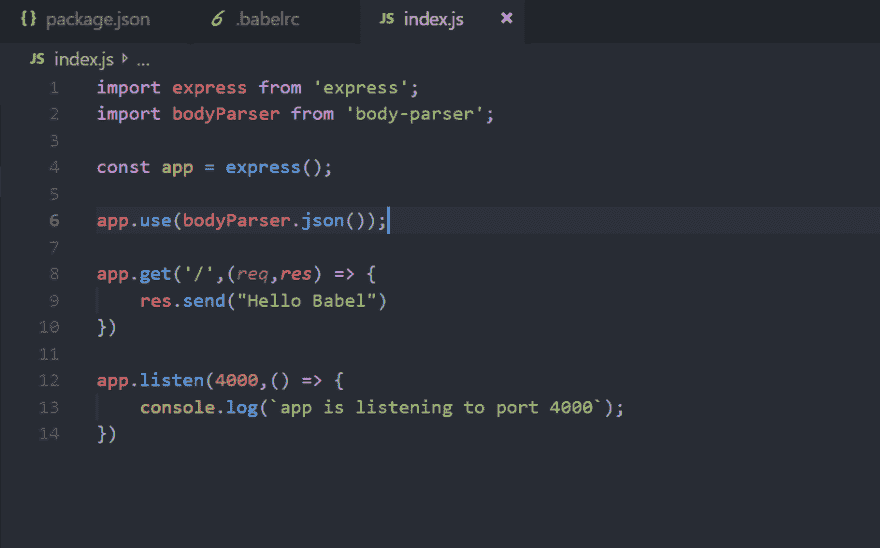 {} package.json 6 .babelrc JS index.js ×
JS index.js ▷ ...
1 import express from 'express';
2 import bodyParser from 'body-parser';
3
4 const app = express();
5
6 app.use(bodyParser.json());
7
8 app.get('/',(req,res) => {
9     res.send("Hello Babel")
10 })
11
12 app.listen(4000,() => {
13     console.log(`app is listening to port 4000`);
14 })